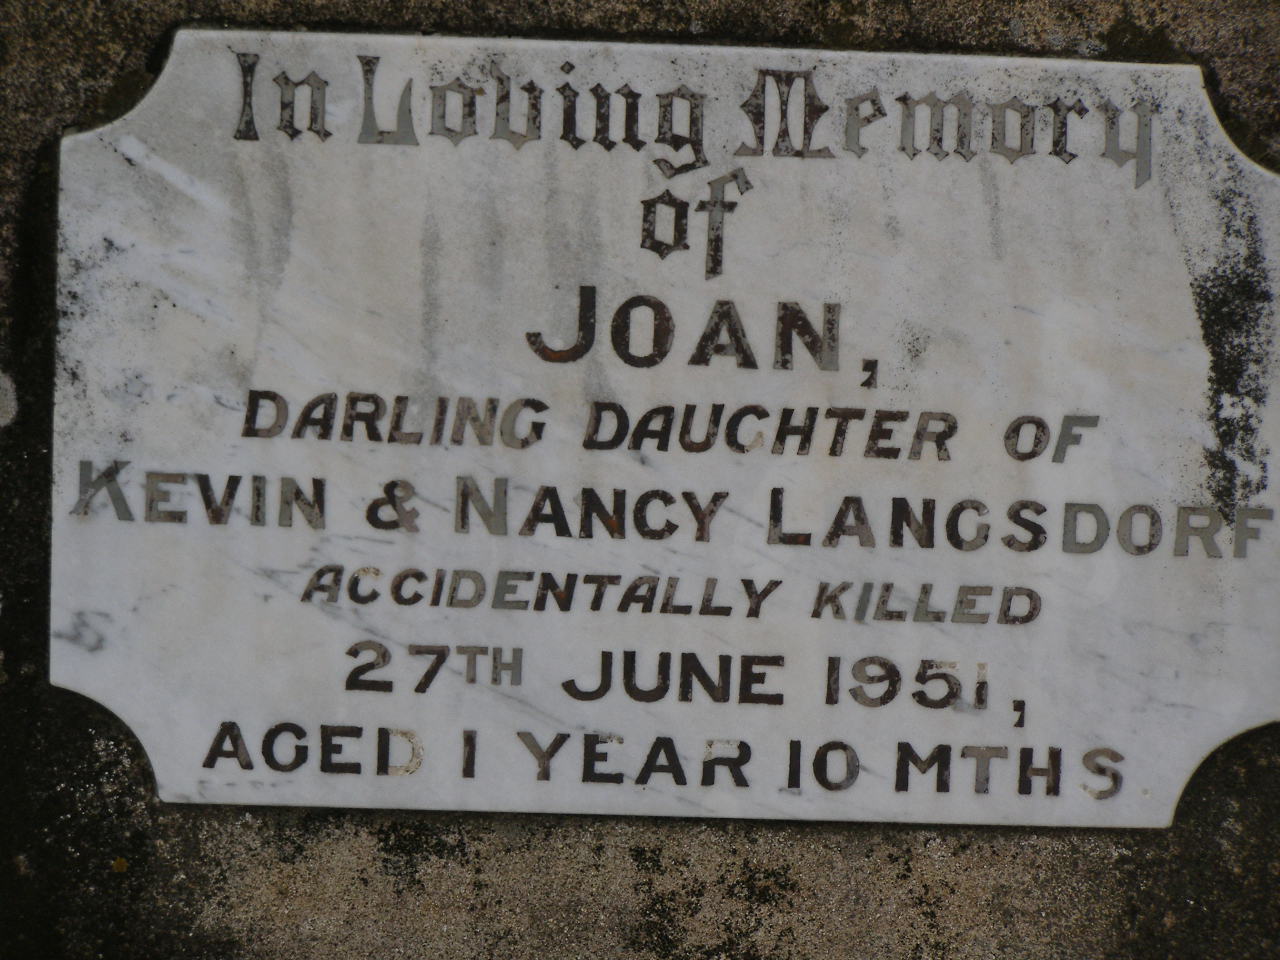 In Loving Memory
of
JOAN,
DARLING DAUGHTER OF
KEVIN & NANCY LANGSDORF
ACCIDENTALLY KILLED
27TH JUNE 1951,
AGED 1 YEAR 10 MTHS.